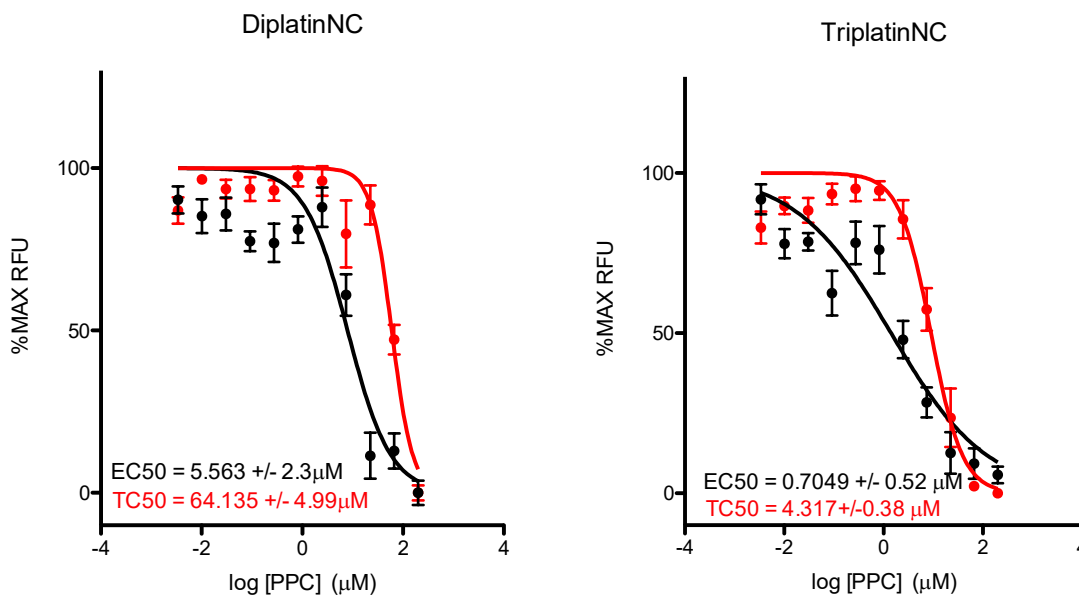 DiplatinNC
%MAX RFU
100
50
0
EC50 = 5.563 +/- 2.3μM
TC50 = 64.135 +/- 4.99μM
-4
-2
0
2
4
log [PPC] (μM)
TriplatinNC
%MAX RFU
100
50
0
EC50 = 0.7049 +/- 0.52 μM
TC50 = 4.317+/-0.38 μM
-4
-2
0
2
4
log [PPC] (μM)